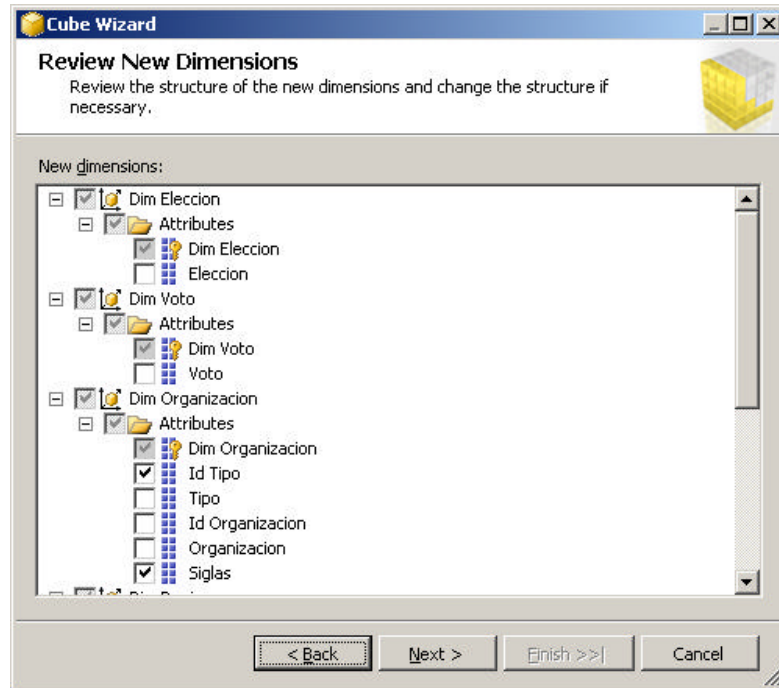 Cube Wizard
Review New Dimensions
Review the structure of the new dimensions and change the structure if
necessary.
New dimensions:
Dim Eleccion
Attributes
Dim Eleccion
Eleccion
Dim Voto
Attributes
Dim Voto
Voto
Dim Organizacion
Attributes
Dim Organizacion
Id Tipo
Tipo
Id Organizacion
Organizacion
Siglas
< Back
Next >
Finish >>|
Cancel